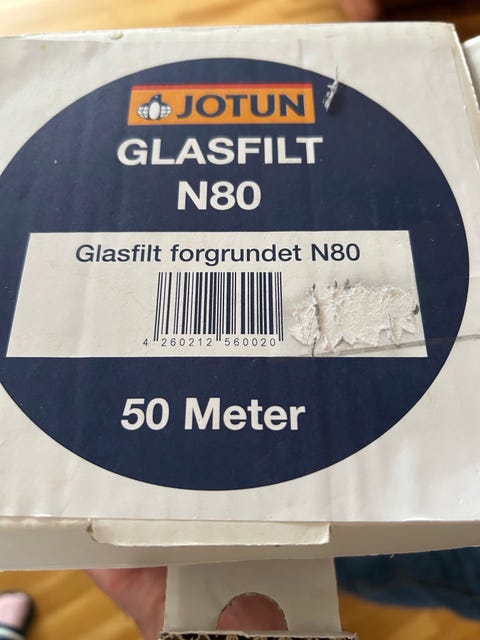 JOTUN
GLASFILT
N80
Glasfilt forgrundet N80
4 260212 560020
50 Meter